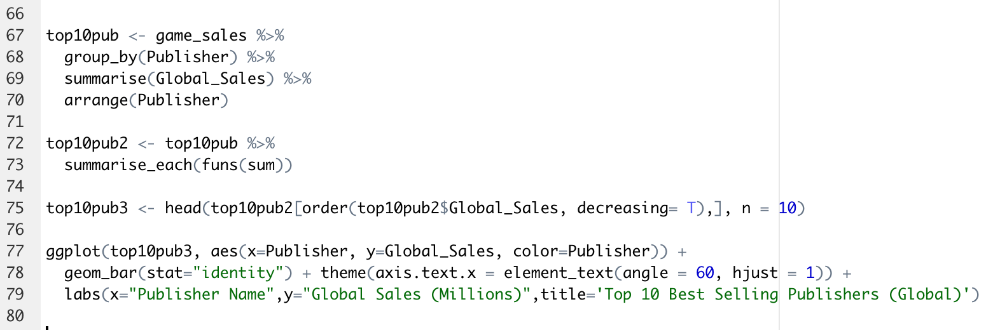 66
67 top10pub <- game_sales %>%
68   group_by(Publisher) %>%
69   summarise(Global_Sales) %>%
70   arrange(Publisher)
71
72 top10pub2 <- top10pub %>%
73   summarise_each(funs(sum))
74
75 top10pub3 <- head(top10pub2[order(top10pub2$Global_Sales, decreasing= T),], n = 10)
76
77 ggplot(top10pub3, aes(x=Publisher, y=Global_Sales, color=Publisher)) +
78   geom_bar(stat="identity") + theme(axis.text.x = element_text(angle = 60, hjust = 1)) +
79   labs(x="Publisher Name",y="Global Sales (Millions)",title='Top 10 Best Selling Publishers (Global)')
80